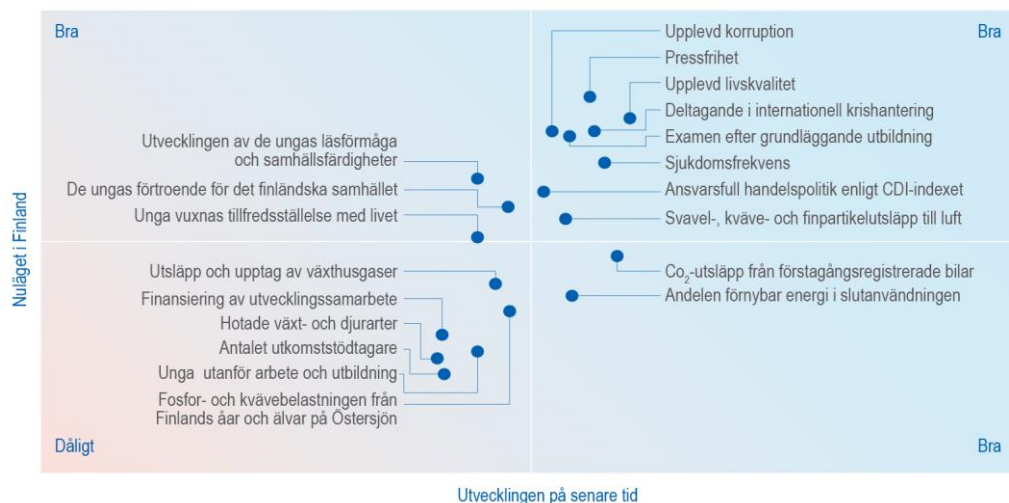 Bra
Bra
Upplevd korruption
Pressfrihet
Upplevd livskvalitet
Deltagande i internationell krishantering
Examen efter grundläggande utbildning
Sjukdomsfrekvens
Ansvarsfull handelspolitik enligt CDI-indexet
Svavel-, kväve- och finpartikelutsläpp till luft
Utvecklingen av de ungas läsförmåga
och samhällsfärdigheter
De ungas förtroende för det finländska samhället
Unga vuxnas tillfredsställelse med livet
Nuläget i Finland
Utsläpp och upptag av växthusgaser
Finansiering av utvecklingssamarbete
Hotade växt- och djurarter
Antalet utkomststödtagare
Unga utanför arbete och utbildning
Fosfor- och kvävebelastningen från
Finlands åar och älvar på Östersjön
Co₂-utsläpp från förstagångsregistrerade bilar
Andelen förnybar energi i slutanvändningen
Dåligt
Bra
Utvecklingen på senare tid